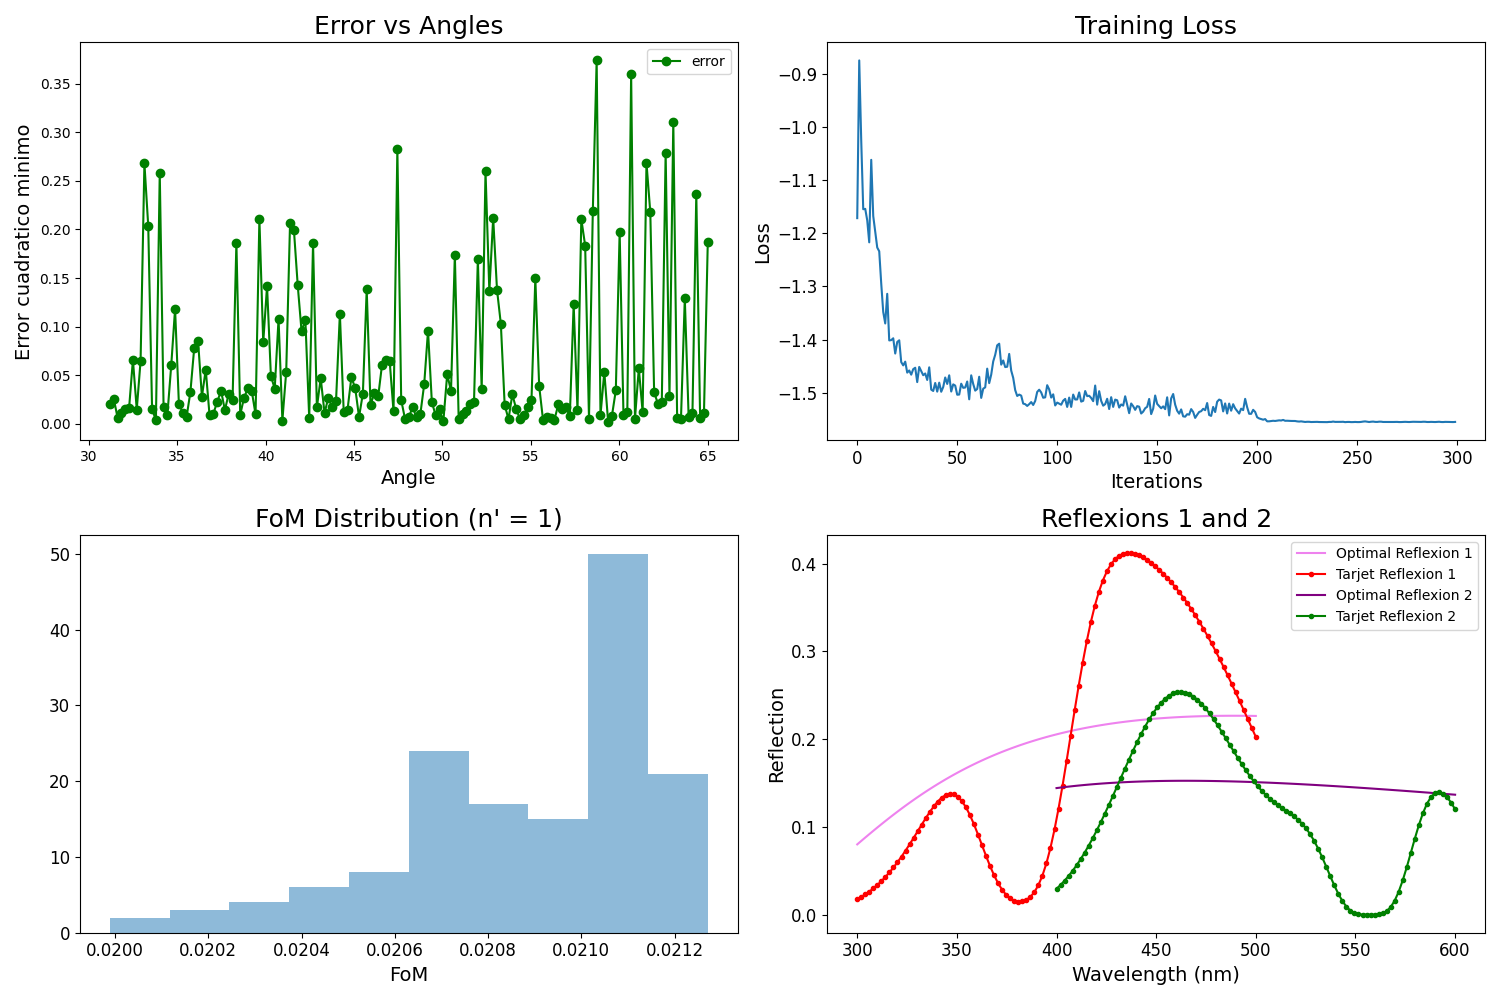 Error vs Angles
error
Error cuadratico minimo
0.35
0.30
0.25
0.20
0.15
0.10
0.05
0.00
30 35 40 45 50 55 60 65
Angle
Training Loss
Loss
−0.9
−1.0
−1.1
−1.2
−1.3
−1.4
−1.5
0 50 100 150 200 250 300
Iterations
FoM Distribution (n' = 1)
50
40
30
20
10
0
0.0200 0.0202 0.0204 0.0206 0.0208 0.0210 0.0212
FoM
Reflexions 1 and 2
Optimal Reflexion 1
Tarjet Reflexion 1
Optimal Reflexion 2
Tarjet Reflexion 2
Reflection
0.4
0.3
0.2
0.1
0.0
300 350 400 450 500 550 600
Wavelength (nm)